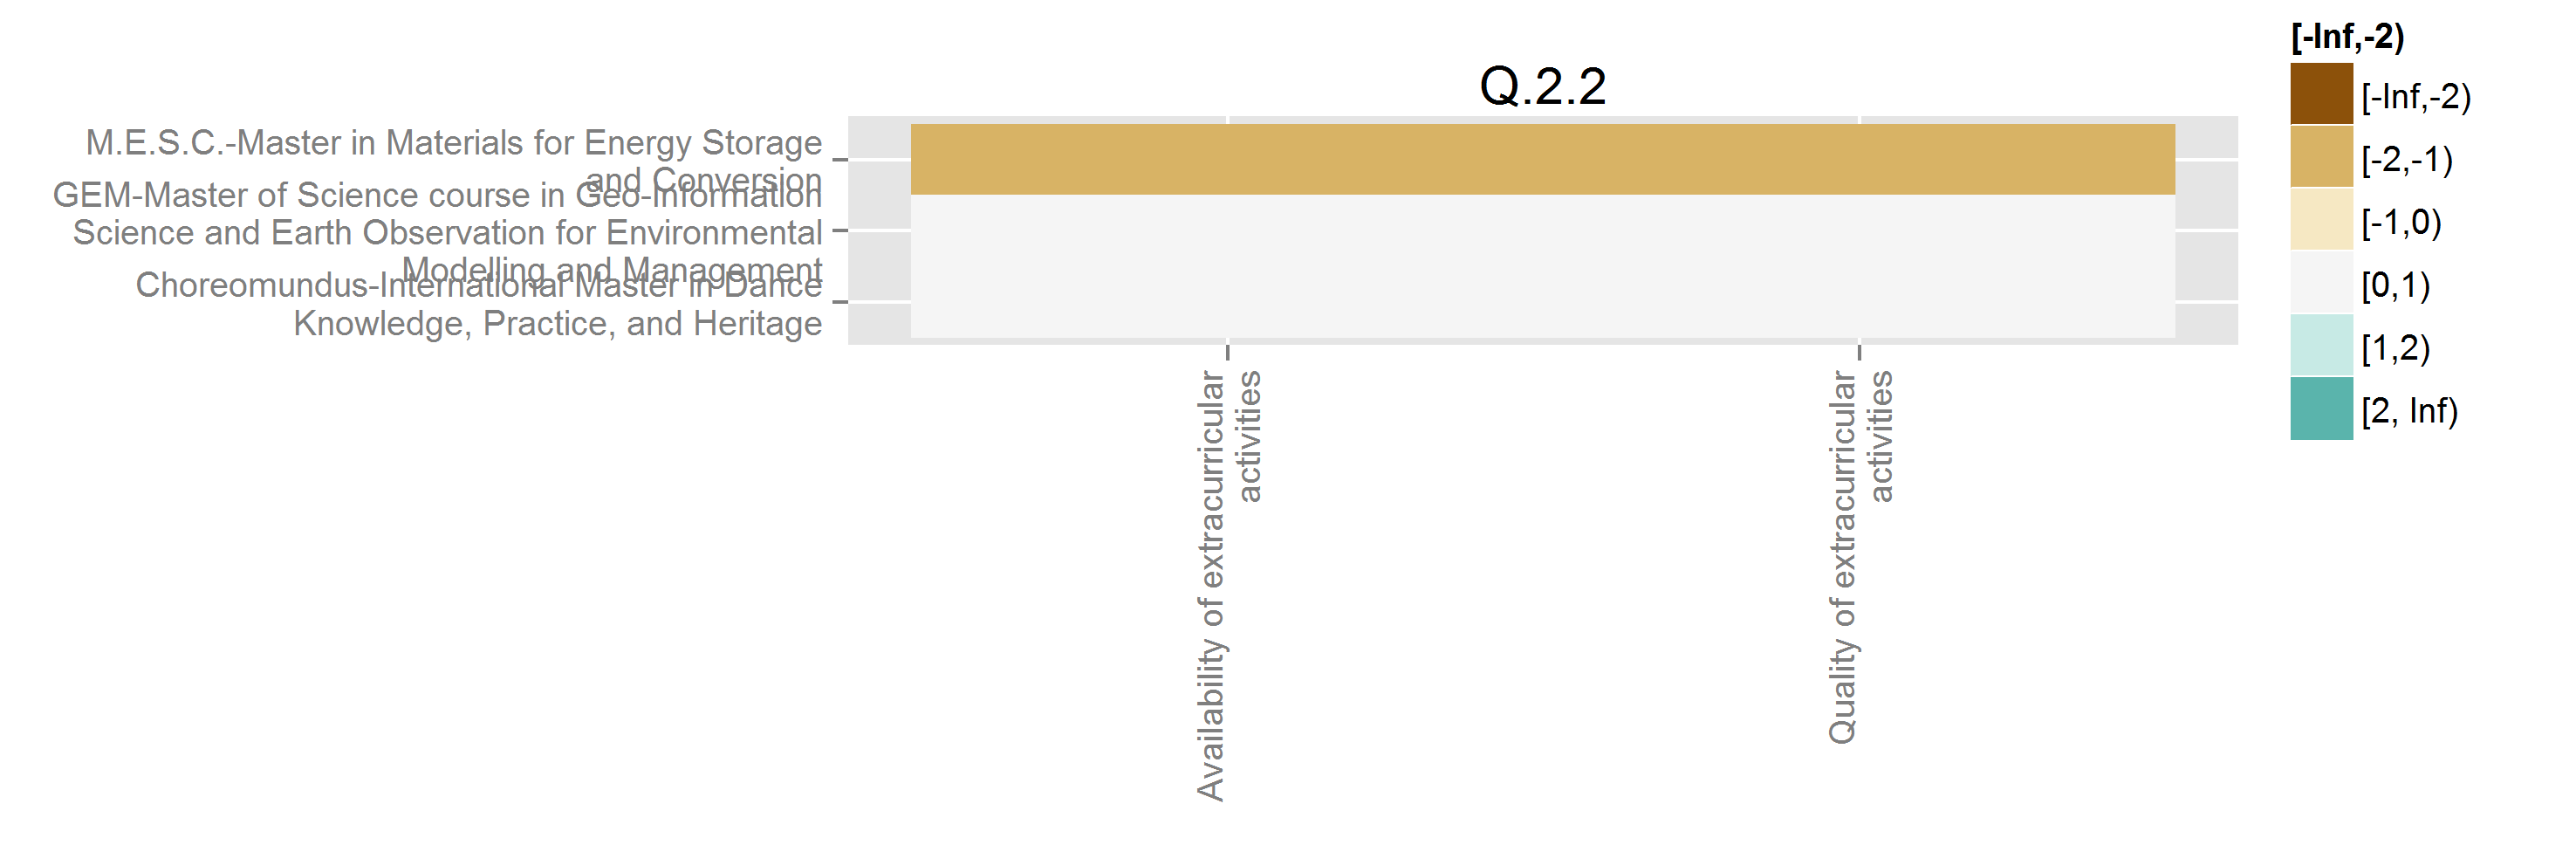 Q.2.2
M.E.S.C.-Master in Materials for Energy Storage
and Conversion
GEM-Master of Science course in Geo-Information
Science and Earth Observation for Environmental
Modelling and Management
Choreomundus-International Master in Dance
Knowledge, Practice, and Heritage
Availability of extracurricular
activities
Quality of extracurricular
activities
[-Inf,-2)
[-Inf,-2)
[-2,-1)
[-1,0)
[0,1)
[1,2)
[2, Inf)